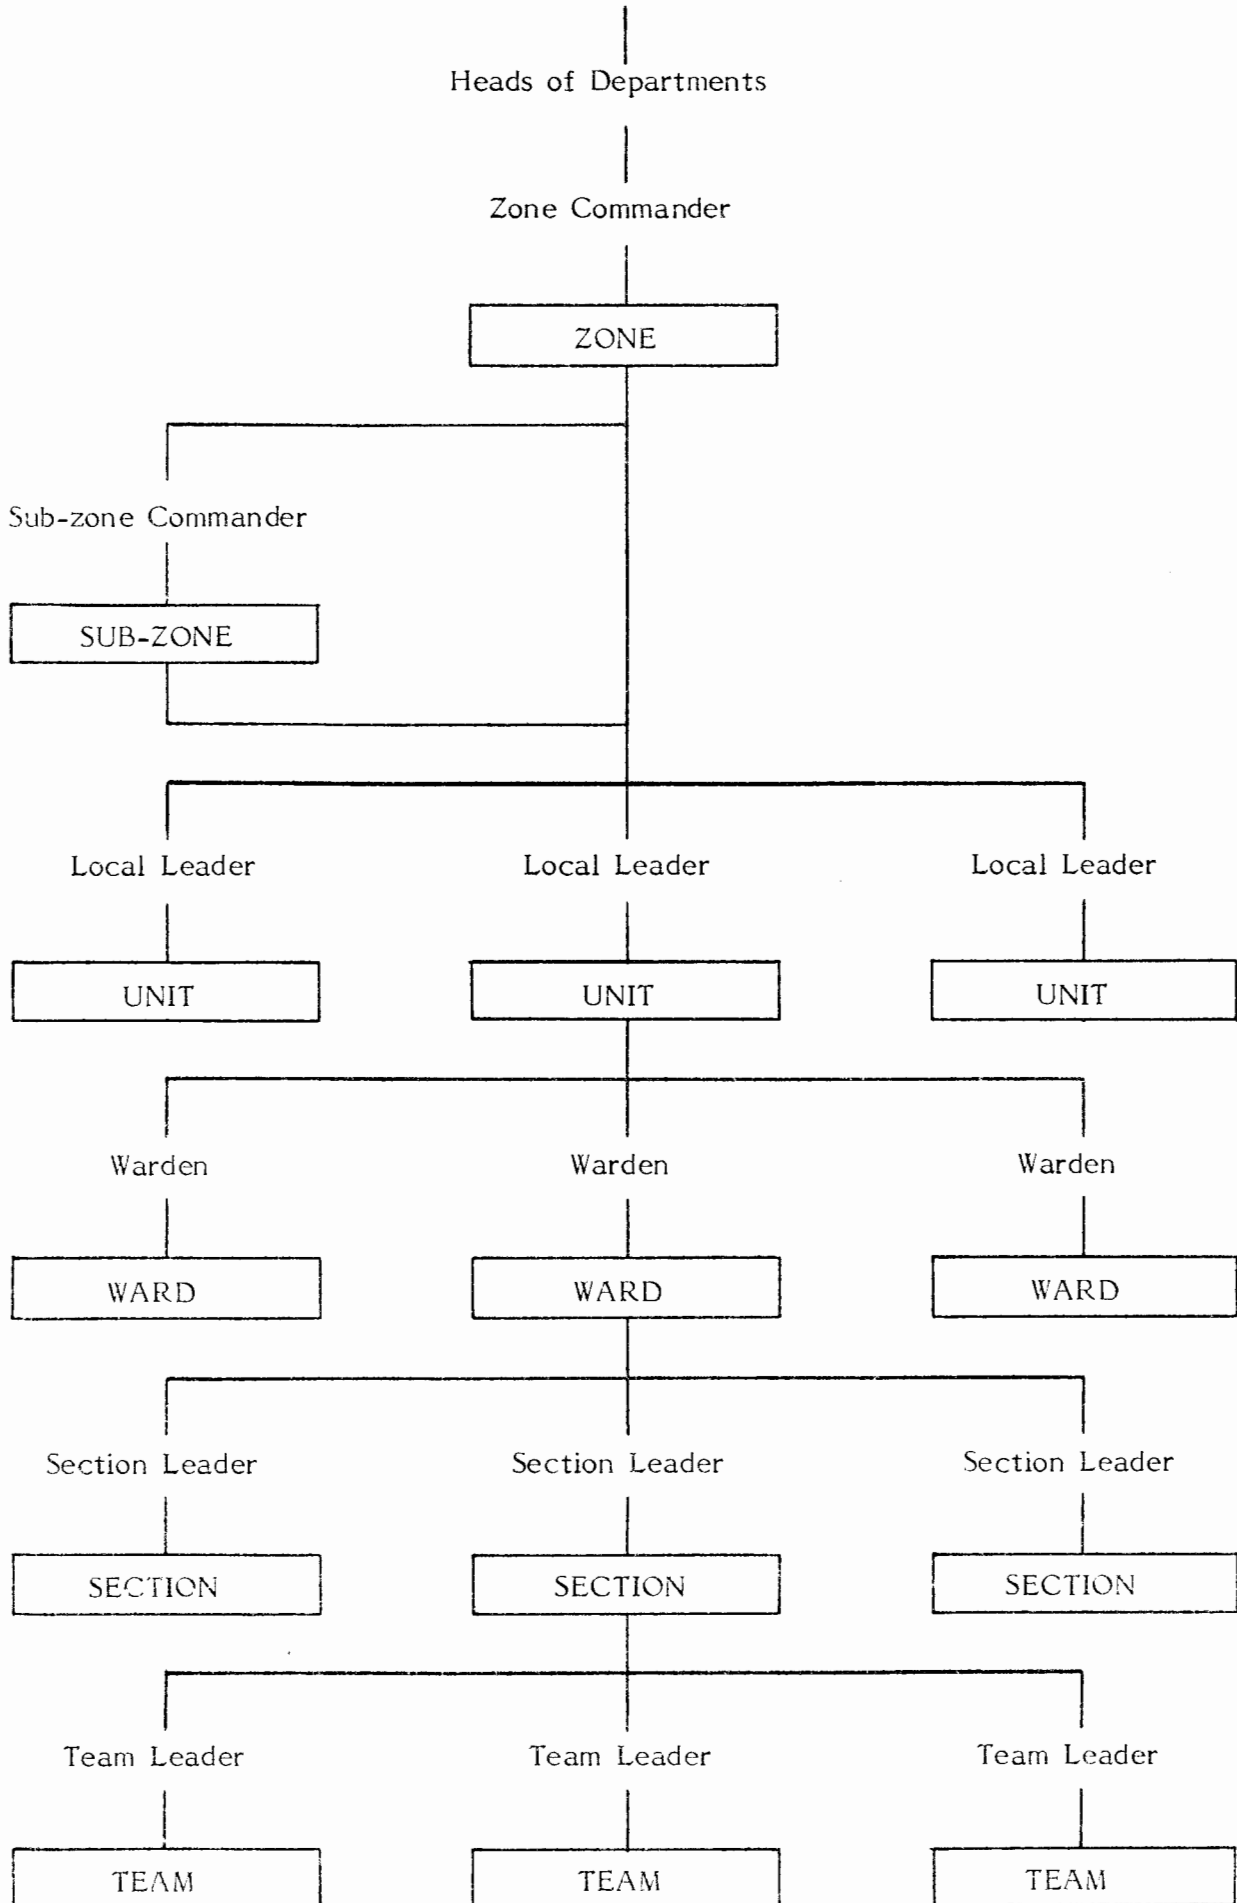 Heads of Departments
Zone Commander
ZONE
Sub-zone Commander
SUB-ZONE
Local Leader Local Leader Local Leader
UNIT UNIT UNIT
Warden Warden Warden
WARD WARD WARD
Section Leader Section Leader Section Leader
SECTION SECTION SECTION
Team Leader Team Leader Team Leader
TEAM TEAM TEAM